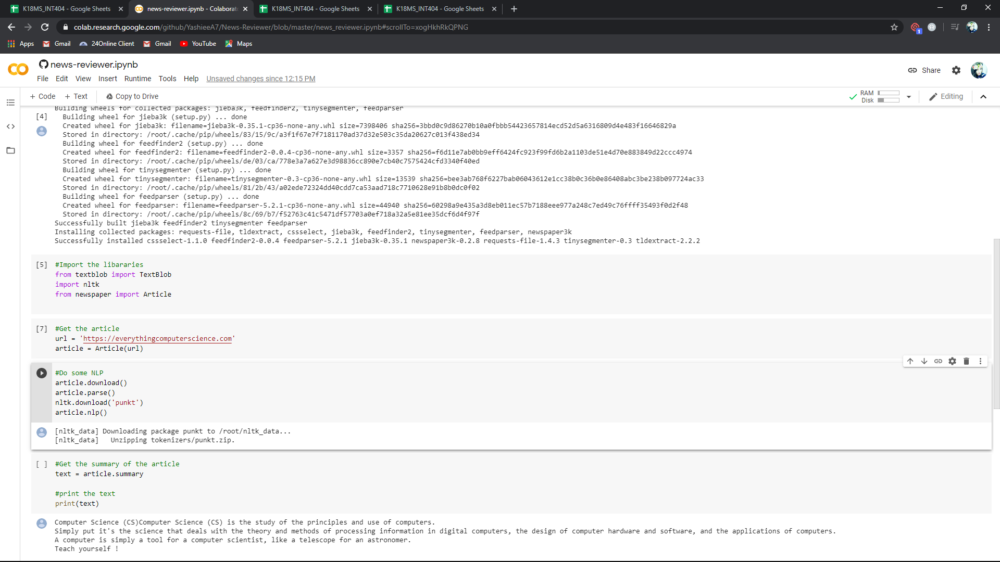 K18MS_INT404 - Google Sheets
news-reviewer.ipynb - Colaborato
K18MS_INT404 - Google Sheets
K18MS_INT404 - Google Sheets
colab.research.google.com/github/YashieeA7/News-Reviewer/blob/master/news_reviewer.ipynb#scrollTo=xogHkhRkQPNG
1
Apps Gmail 24Online Client Gmail YouTube Maps
news-reviewer.ipynb
Share
File Edit View Insert Runtime Tools Help Unsaved changes since 12:15 PM
+ Code + Text Copy to Drive
RAM
Disk
Editing
Building wheels for collected packages: jieba3k, feedfinder2, tinysegmenter, feedparser
[4] Building wheel for jieba3k (setup.py) ... done
Created wheel for jieba3k: filename=jieba3k-0.35.1-cp36-none-any.whl size=7398406 sha256=3bbd0c9d86270b10a0fbbb54423657814ecd52d5a6316809d4e483f16646829a
Stored in directory: /root/.cache/pip/wheels/83/15/9c/a3f1f67e7f7181170ad37d32e503c35da20627c013f438ed34
Building wheel for feedfinder2 (setup.py) ... done
Created wheel for feedfinder2: filename=feedfinder2-0.0.4-cp36-none-any.whl size=3357 sha256=f6d11e7ab0bb9eff6424fc923f99fd6b2a1103de51e4d70e883849d22ccc4974
Stored in directory: /root/.cache/pip/wheels/de/03/ca/778e3a7a627e3d98836cc890e7cb40c7575424cfd3340f40ed
Building wheel for tinysegmenter (setup.py) ... done
Created wheel for tinysegmenter: filename=tinysegmenter-0.3-cp36-none-any.whl size=13539 sha256=bee3ab768f6227bab06043612e1cc38b0c36b0e86408abc3be238b097724ac33
Stored in directory: /root/.cache/pip/wheels/81/2b/43/a02ede72324dd40cdd7ca53aad718c7710628e91b8b0dc0f02
Building wheel for feedparser (setup.py) ... done
Created wheel for feedparser: filename=feedparser-5.2.1-cp36-none-any.whl size=44940 sha256=60298a9e435a3d8eb011ec57b7188eee977a248c7ed49c76ffff35493f0d2f48
Stored in directory: /root/.cache/pip/wheels/8c/69/b7/f52763c41c5471df57703a0ef718a32a5e81ee35dcf6d4f97f
Successfully built jieba3k feedfinder2 tinysegmenter feedparser
Installing collected packages: requests-file, tldextract, cssselect, jieba3k, feedfinder2, tinysegmenter, feedparser, newspaper3k
Successfully installed cssselect-1.1.0 feedfinder2-0.0.4 feedparser-5.2.1 jieba3k-0.35.1 newspaper3k-0.2.8 requests-file-1.4.3 tinysegmenter-0.3 tldextract-2.2.2
[5] #Import the libararies
from textblob import TextBlob
import nltk
from newspaper import Article
[7] #Get the article
url = 'https://everythingcomputerscience.com'
article = Article(url)
#Do some NLP
article.download()
article.parse()
nltk.download('punkt')
article.nlp()
[nltk_data] Downloading package punkt to /root/nltk_data...
[nltk_data] Unzipping tokenizers/punkt.zip.
[ ] #Get the summary of the article
text = article.summary
#print the text
print(text)
Computer Science (CS)Computer Science (CS) is the study of the principles and use of computers.
Simply put it's the science that deals with the theory and methods of processing information in digital computers, the design of computer hardware and software, and the applications of computers.
A computer is simply a tool for a computer scientist, like a telescope for an astronomer.
Teach yourself !